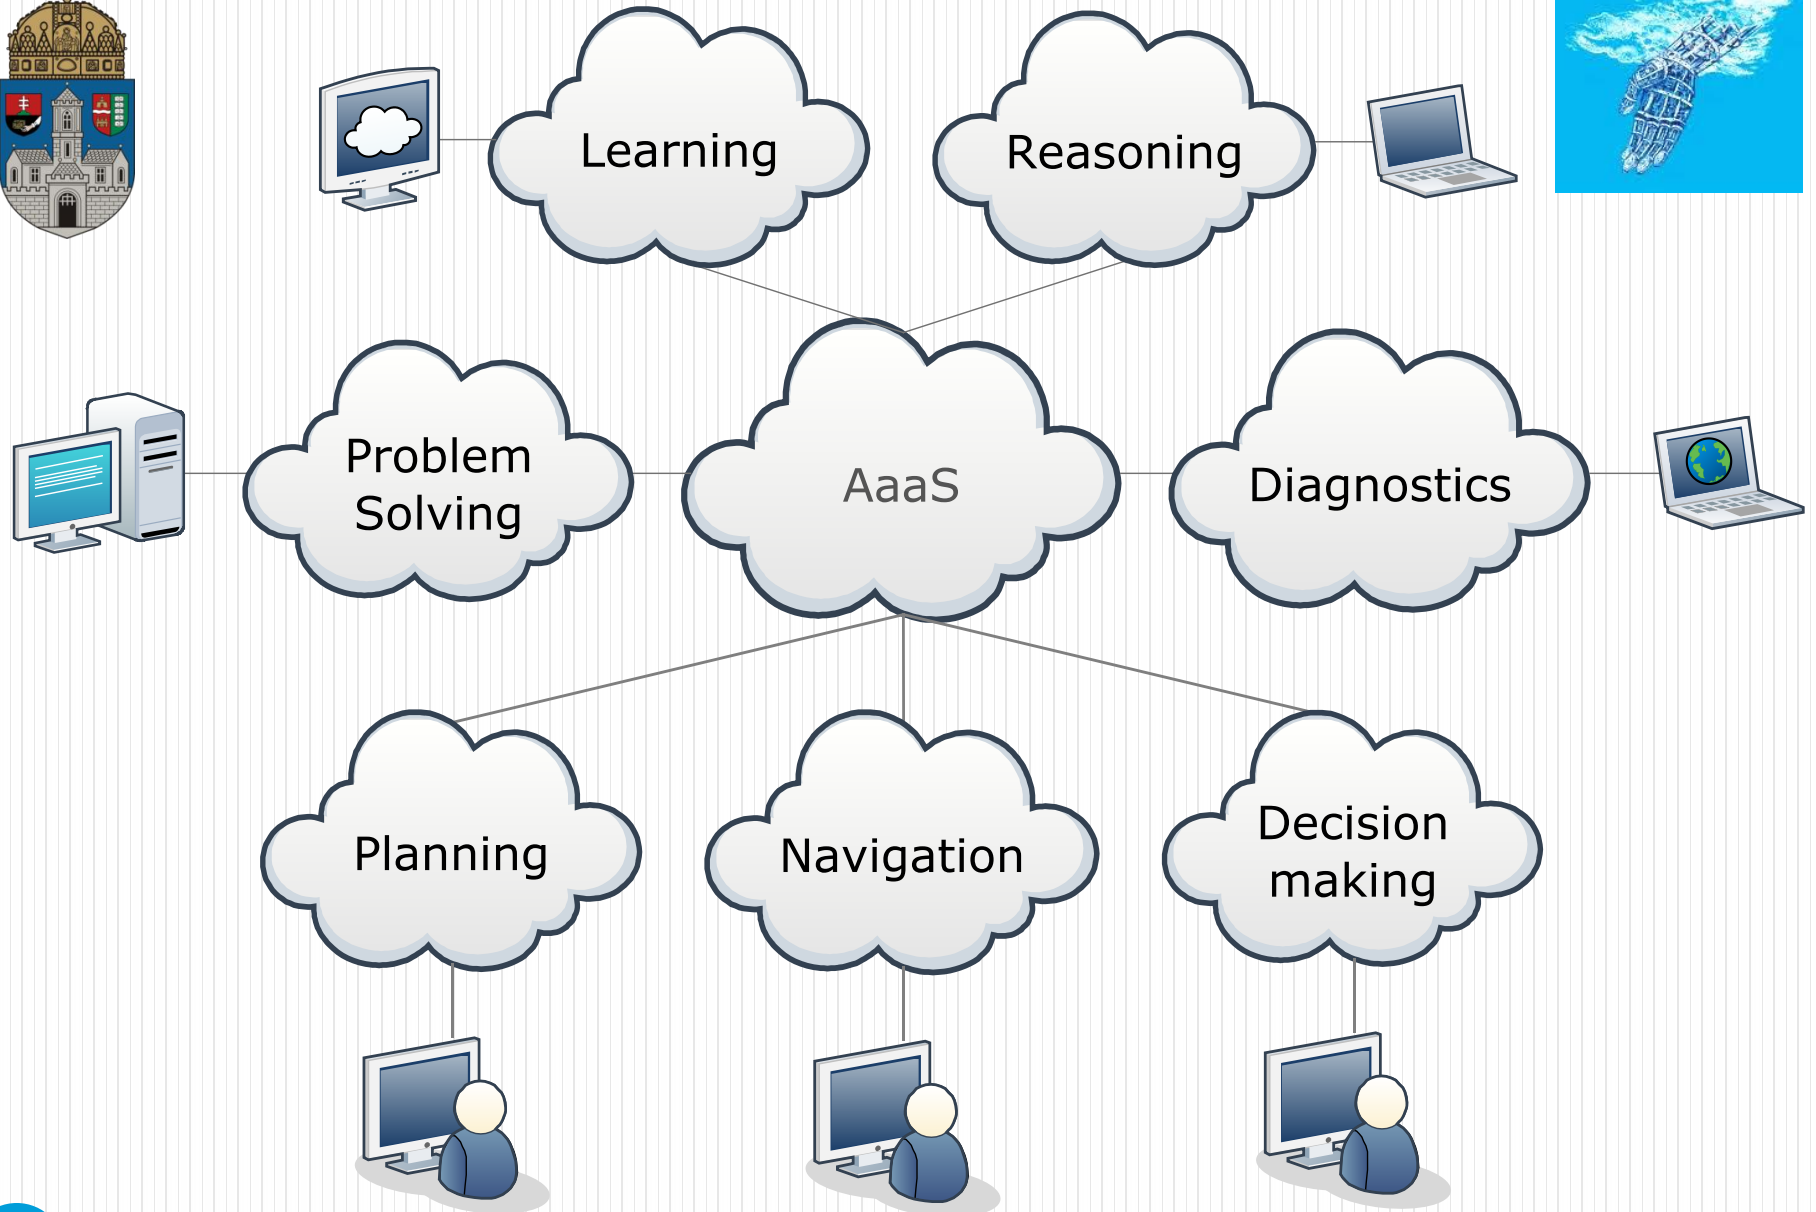 Learning
Reasoning
Problem
Solving
AaaS
Diagnostics
Planning
Navigation
Decision
making